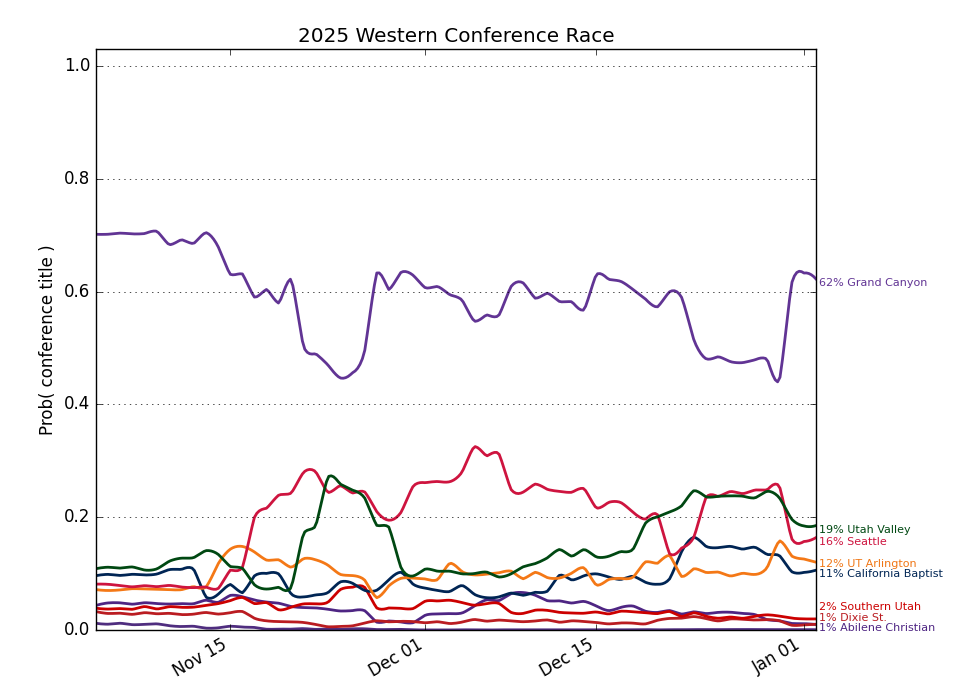 2025 Western Conference Race
Prob( conference title )
1.0
0.8
0.6
0.4
0.2
0.0
Nov 15
Dec 01
Dec 15
Jan 01
62% Grand Canyon
19% Utah Valley
16% Seattle
12% UT Arlington
11% California Baptist
2% Southern Utah
1% Dixie St.
1% Abilene Christian